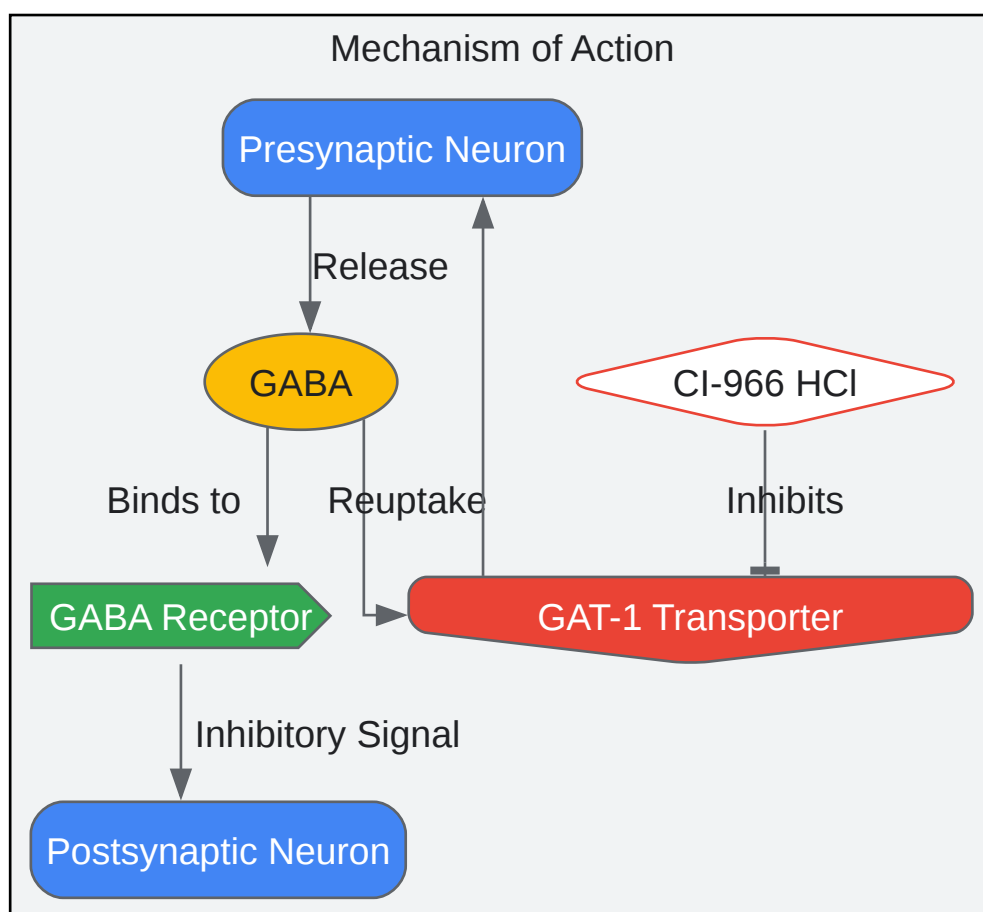 Mechanism of Action
Presynaptic Neuron
Release
GABA
CI-966 HCl
Binds to
Reuptake
Inhibits
GABA Receptor
GAT-1 Transporter
Inhibitory Signal
Postsynaptic Neuron